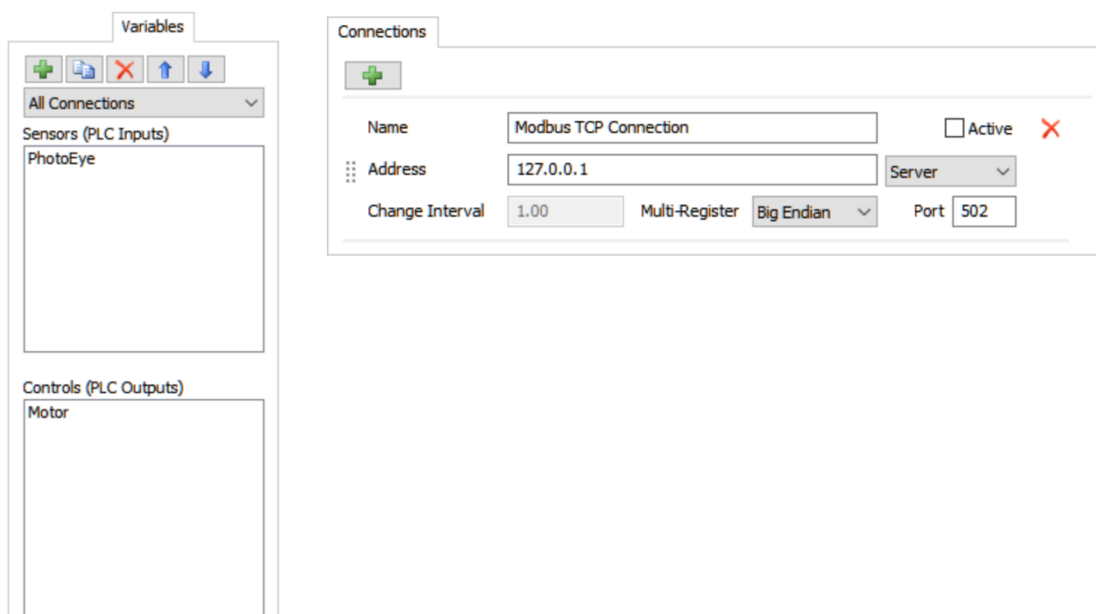 Variables
All Connections
Sensors (PLC Inputs)
PhotoEye
Controls (PLC Outputs)
Motor
Connections
Name Modbus TCP Connection Active
Address 127.0.0.1 Server
Change Interval 1.00 Multi-Register Big Endian Port 502